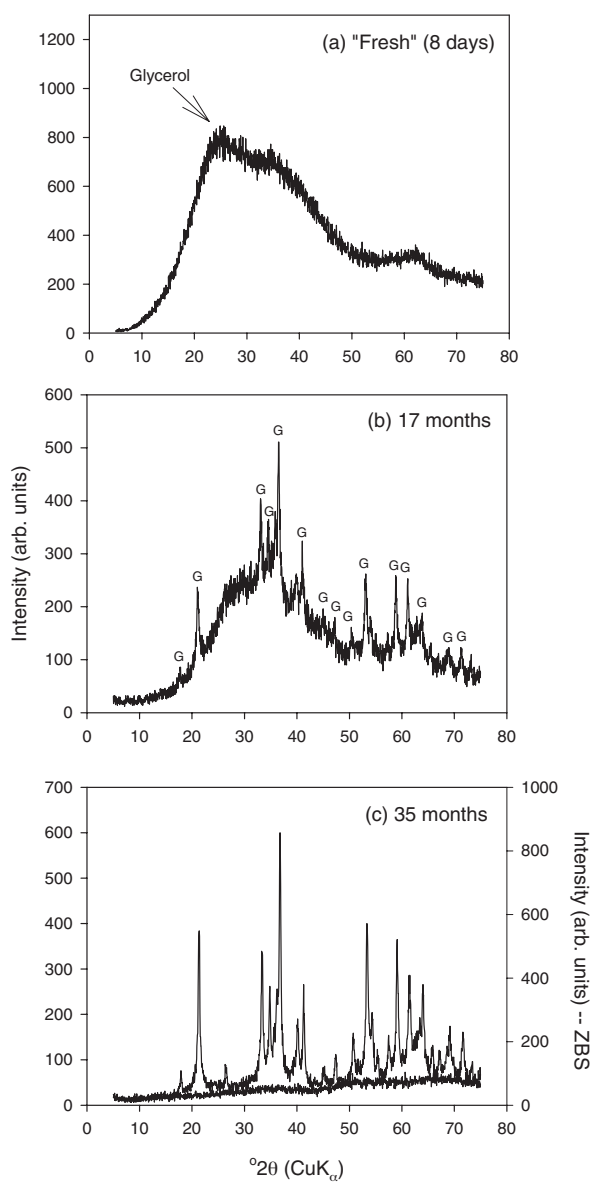 (a) "Fresh" (8 days)
Glycerol
1200
1000
800
600
400
200
0
0 10 20 30 40 50 60 70 80
(b) 17 months
600
500
400
300
200
100
0
G G G G G G G G G G G G G G G
0 10 20 30 40 50 60 70 80
Intensity (arb. units)
(c) 35 months
700
600
500
400
300
200
100
0
1000
800
600
400
200
0
0 10 20 30 40 50 60 70 80
Intensity (arb. units) -- ZBS
°2θ (CuKα)